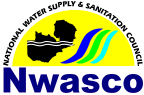 NATIONAL WATER SUPPLY & SANITATION COUNCIL
Nwasco